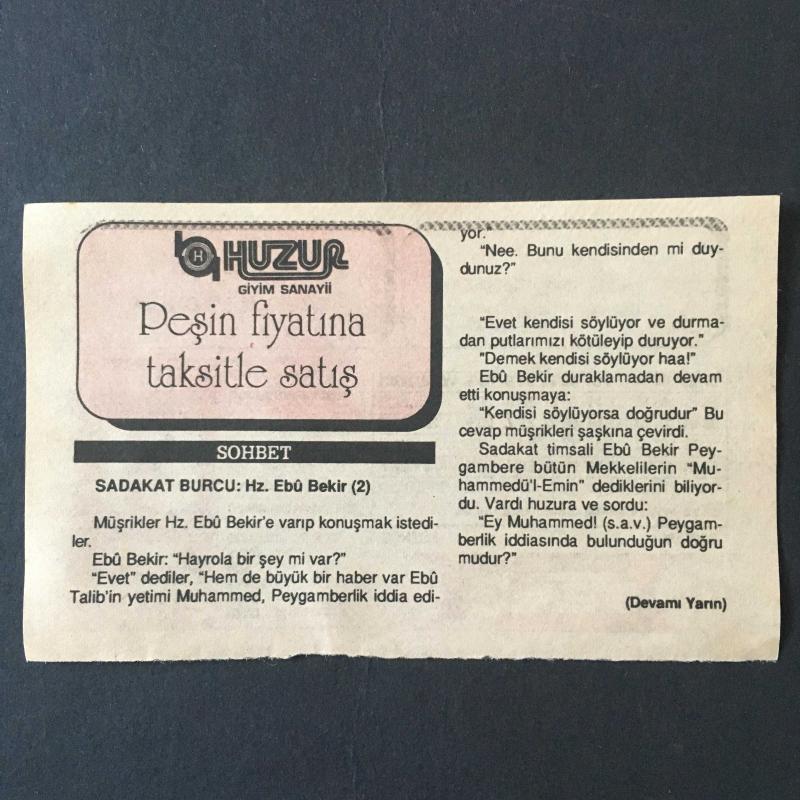 H HUZUR
GİYİM SANAYİİ
Peşin fiyatına
taksitle satış
SOHBET
SADAKAT BURCU: Hz. Ebû Bekir (2)
Müşrikler Hz. Ebû Bekir'e varıp konuşmak istedi-
ler.
Ebû Bekir: "Hayrola bir şey mi var?"
"Evet" dediler, "Hem de büyük bir haber var Ebû
Talib'in yetimi Muhammed, Peygamberlik iddia edi-
yor."
"Nee. Bunu kendisinden mi duy-
dunuz?"
"Evet kendisi söylüyor ve durma-
dan putlarımızı kötüleyip duruyor."
"Demek kendisi söylüyor haa!"
Ebû Bekir duraklamadan devam
etti konuşmaya:
"Kendisi söylüyorsa doğrudur" Bu
cevap müşrikleri şaşkına çevirdi.
Sadakat timsali Ebû Bekir Pey-
gambere bütün Mekkelilerin "Mu-
hammedü'l-Emin" dediklerini biliyor-
du. Vardı huzura ve sordu:
"Ey Muhammed! (s.a.v.) Peygam-
berlik iddiasında bulunduğun doğru
mudur?"
(Devamı Yarın)